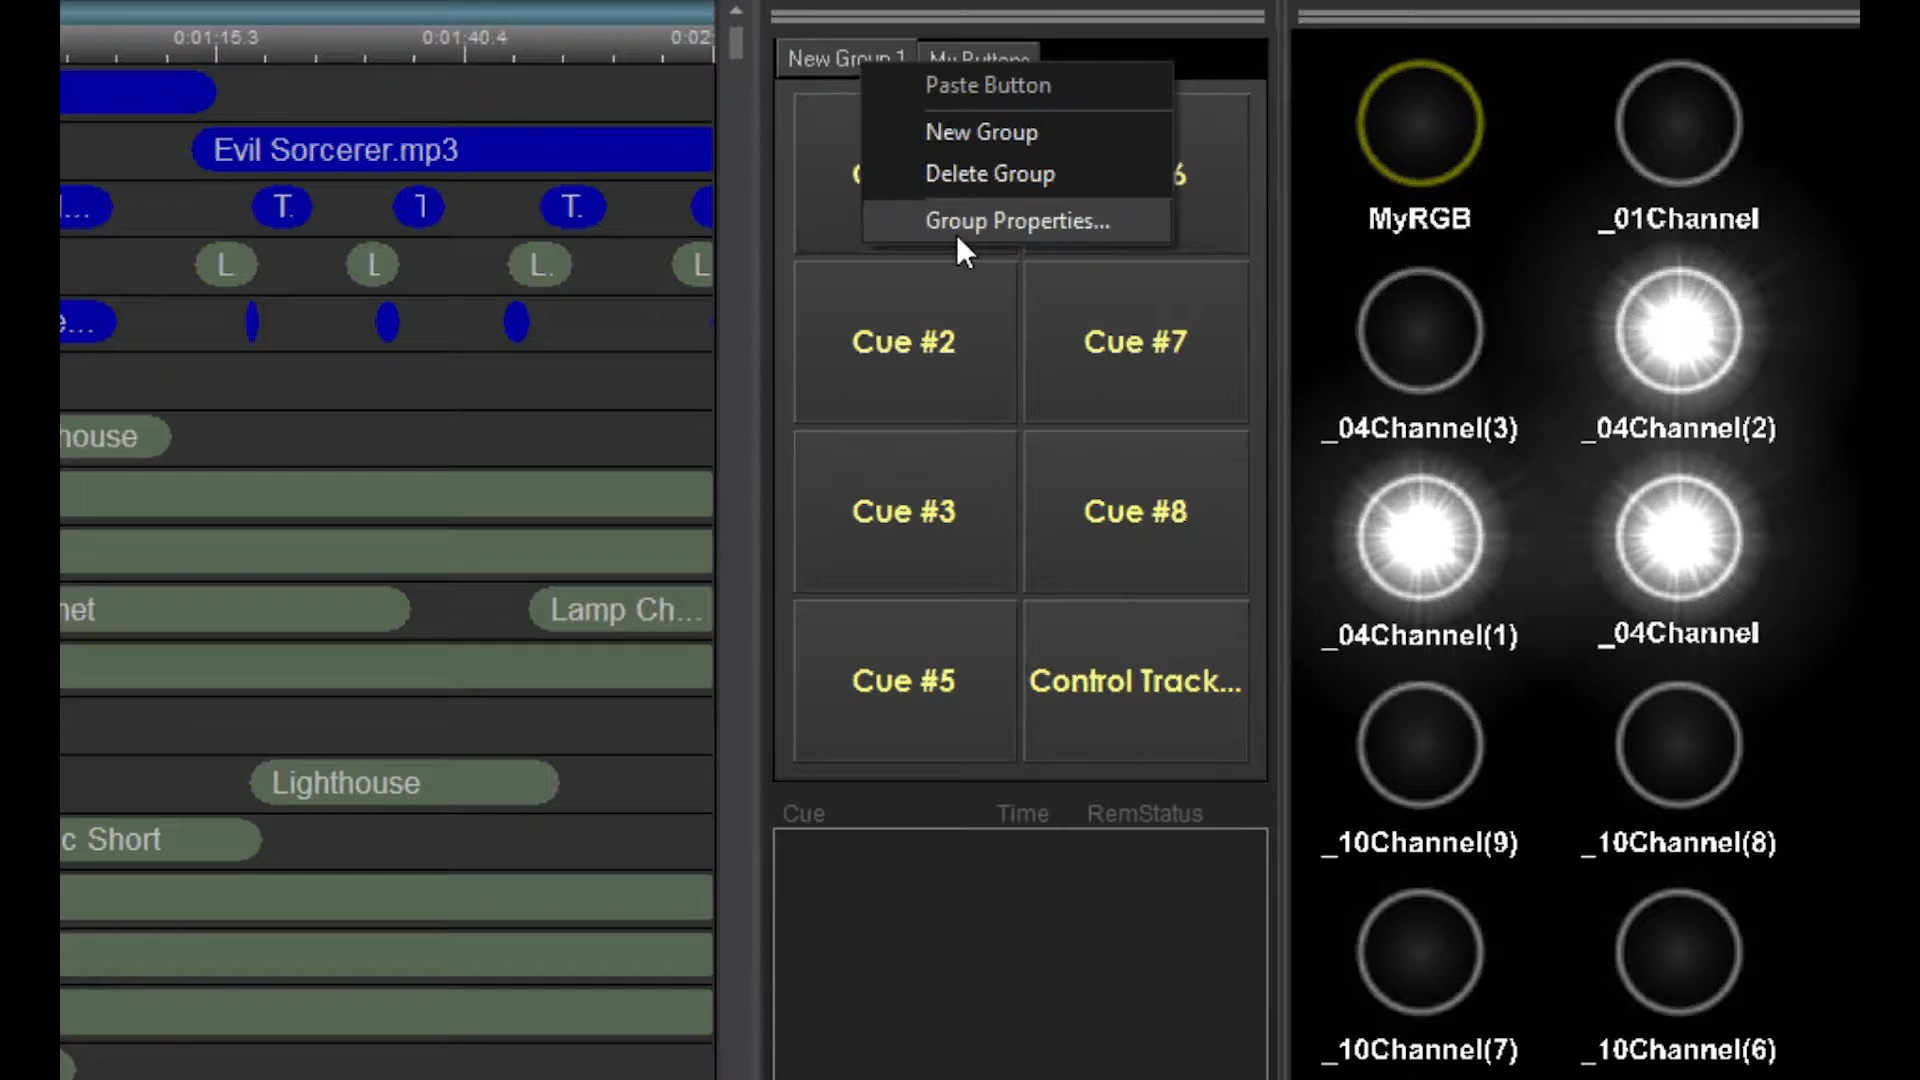 0:01:15.3
0:01:40.4
0:02:
Evil Sorcerer.mp3
...
T.
T.
L.
L
L.
L
e...
house
net
Lamp Ch...
Lighthouse
c Short
New Group 1
My Buttons
Paste Button
New Group
Delete Group
Group Properties...
6
Cue #2
Cue #7
Cue #3
Cue #8
Cue #5
Control Track...
Cue
Time
RemStatus
MyRGB
_01Channel
_04Channel(3)
_04Channel(2)
_04Channel(1)
_04Channel
_10Channel(9)
_10Channel(8)
_10Channel(7)
_10Channel(6)